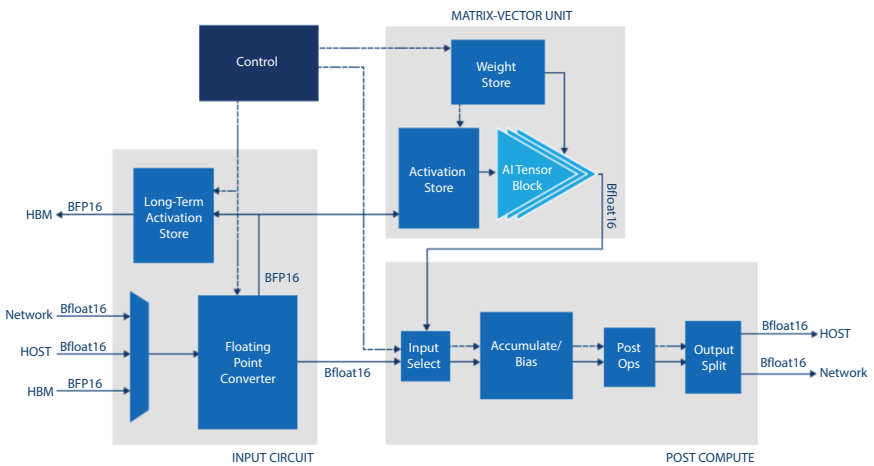 MATRIX-VECTOR UNIT
Control
Weight
Store
Activation
Store
AI Tensor
Block
Bfloat16
Long-Term
Activation
Store
HBM
BFP16
BFP16
Network
Bfloat16
HOST
Bfloat16
HBM
BFP16
Floating
Point
Converter
Bfloat16
Input
Select
Accumulate/
Bias
Post
Ops
Output
Split
Bfloat16
HOST
Bfloat16
Network
INPUT CIRCUIT
POST COMPUTE